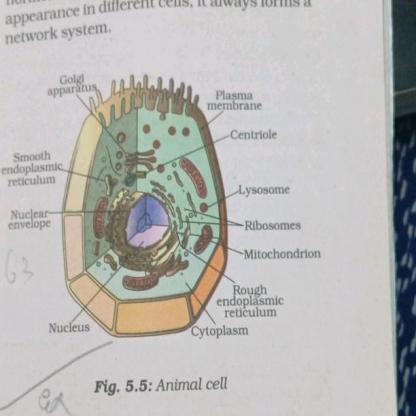 appearance in different cells, it always forms a
network system.
Golgi
apparatus
Plasma
membrane
Centriole
Smooth
endoplasmic
reticulum
Lysosome
Nuclear
envelope
Ribosomes
Mitochondrion
63
Rough
endoplasmic
reticulum
Nucleus
Cytoplasm
Fig. 5.5: Animal cell